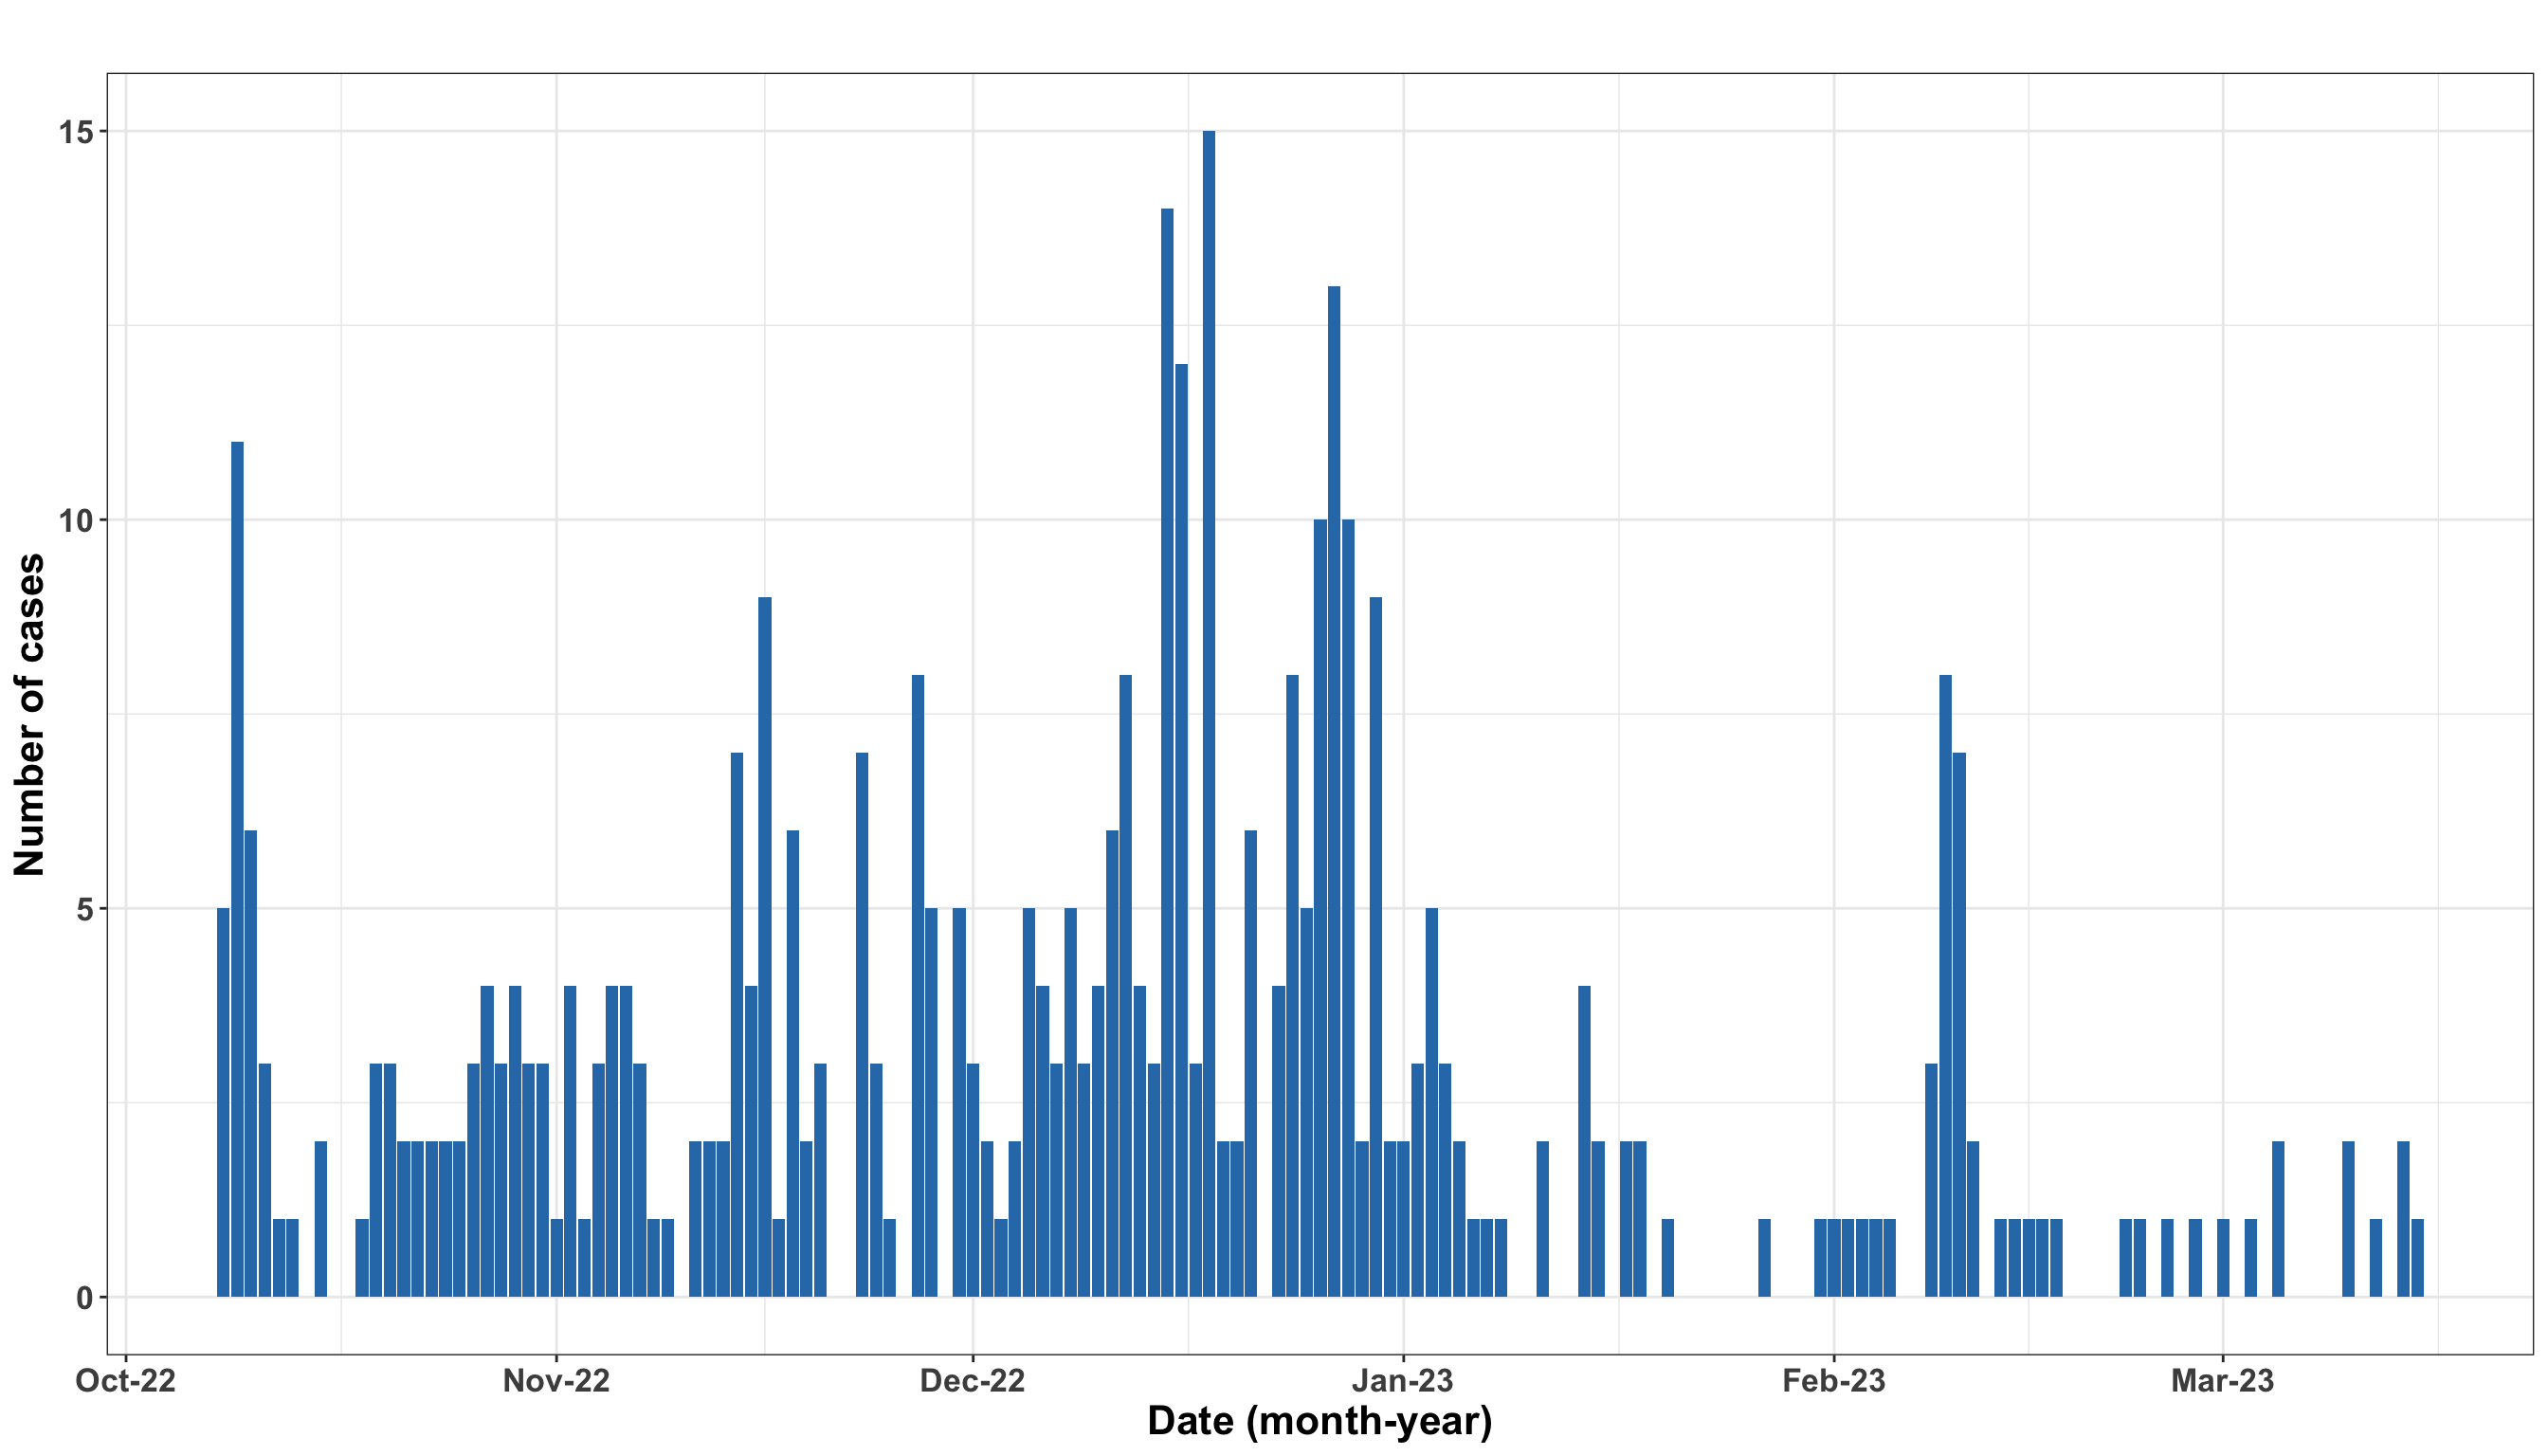 15
10
5
0
Number of cases
Oct-22 Nov-22 Dec-22 Jan-23 Feb-23 Mar-23
Date (month-year)